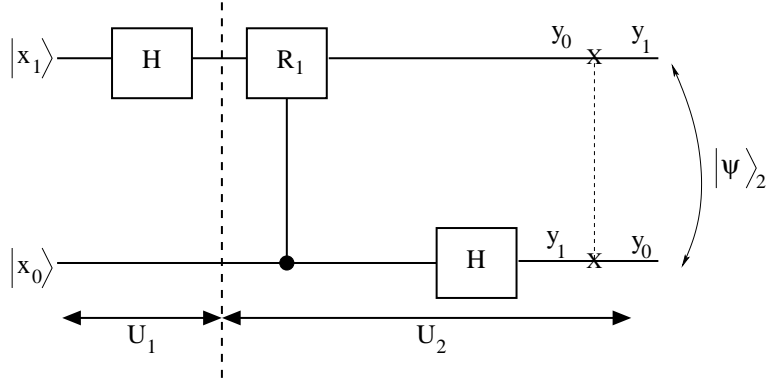 |x₁⟩ H R₁ y₀ X y₁
|ψ⟩₂
|x₀⟩ H y₁ X y₀
U₁ U₂